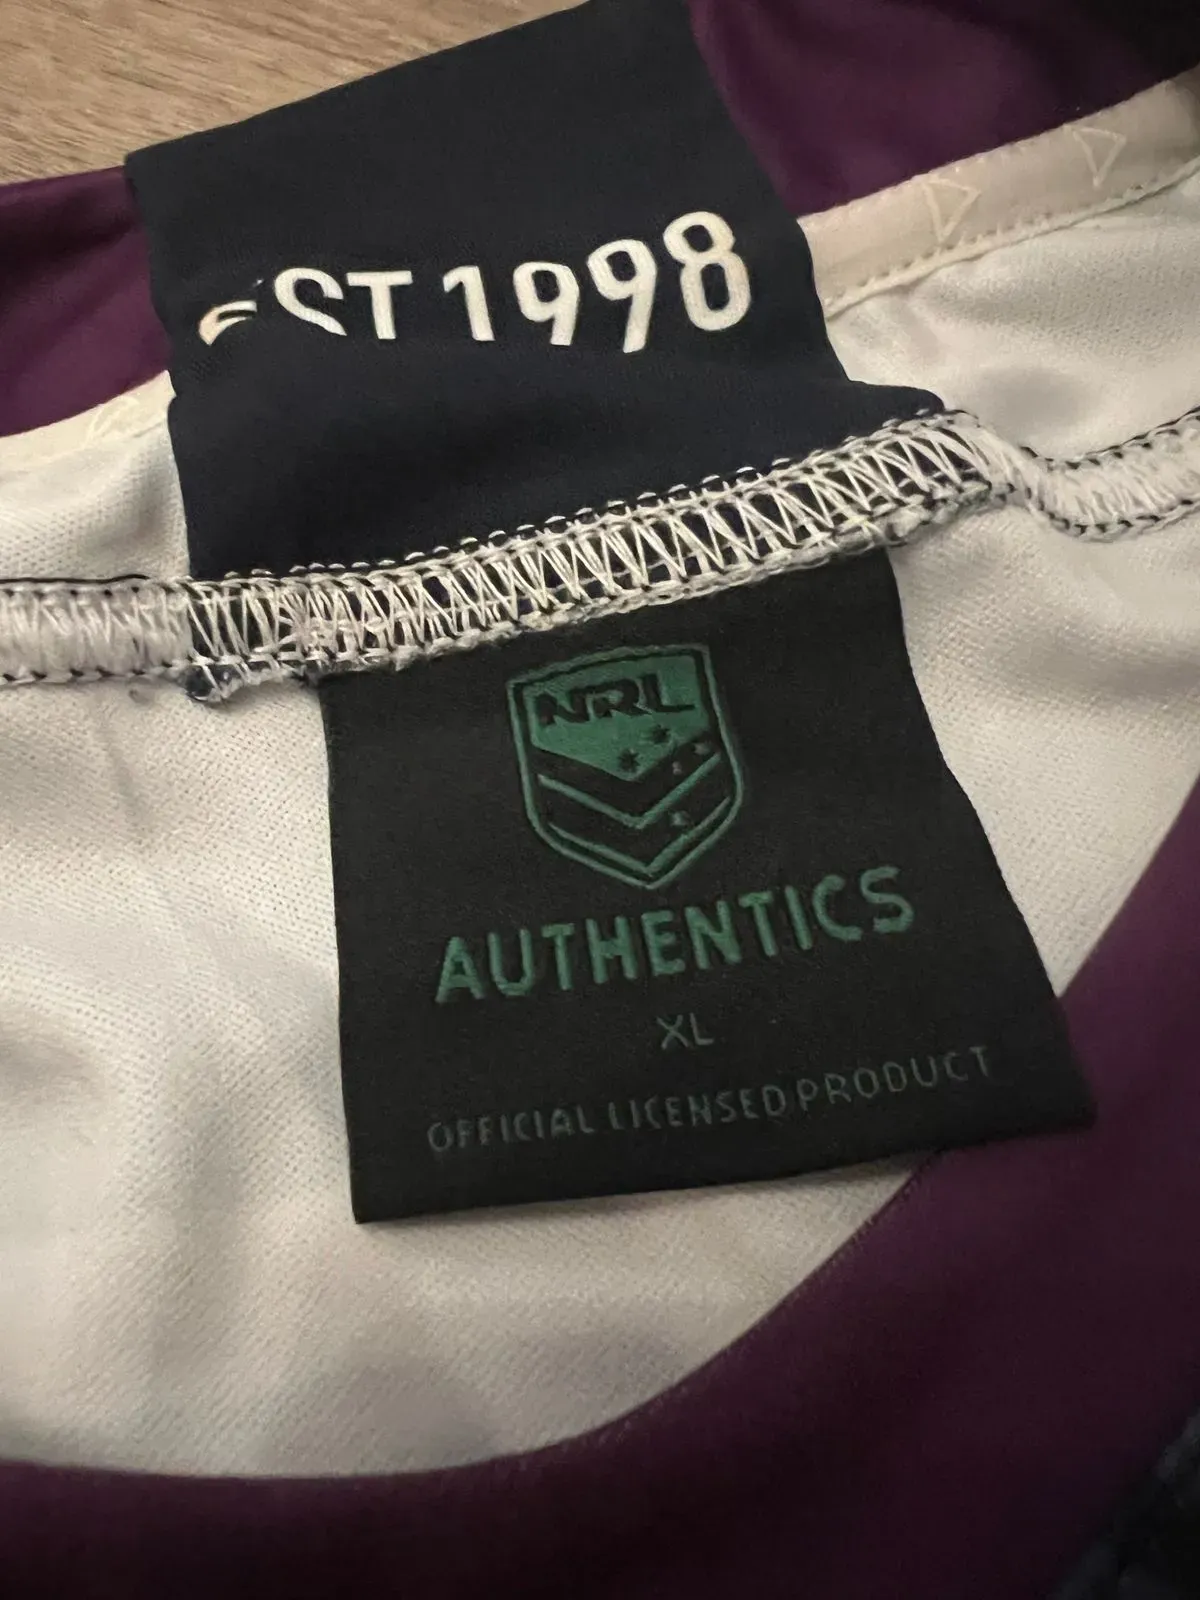 EST 1998
NRL
AUTHENTICS
XL
OFFICIAL LICENSED PRODUCT